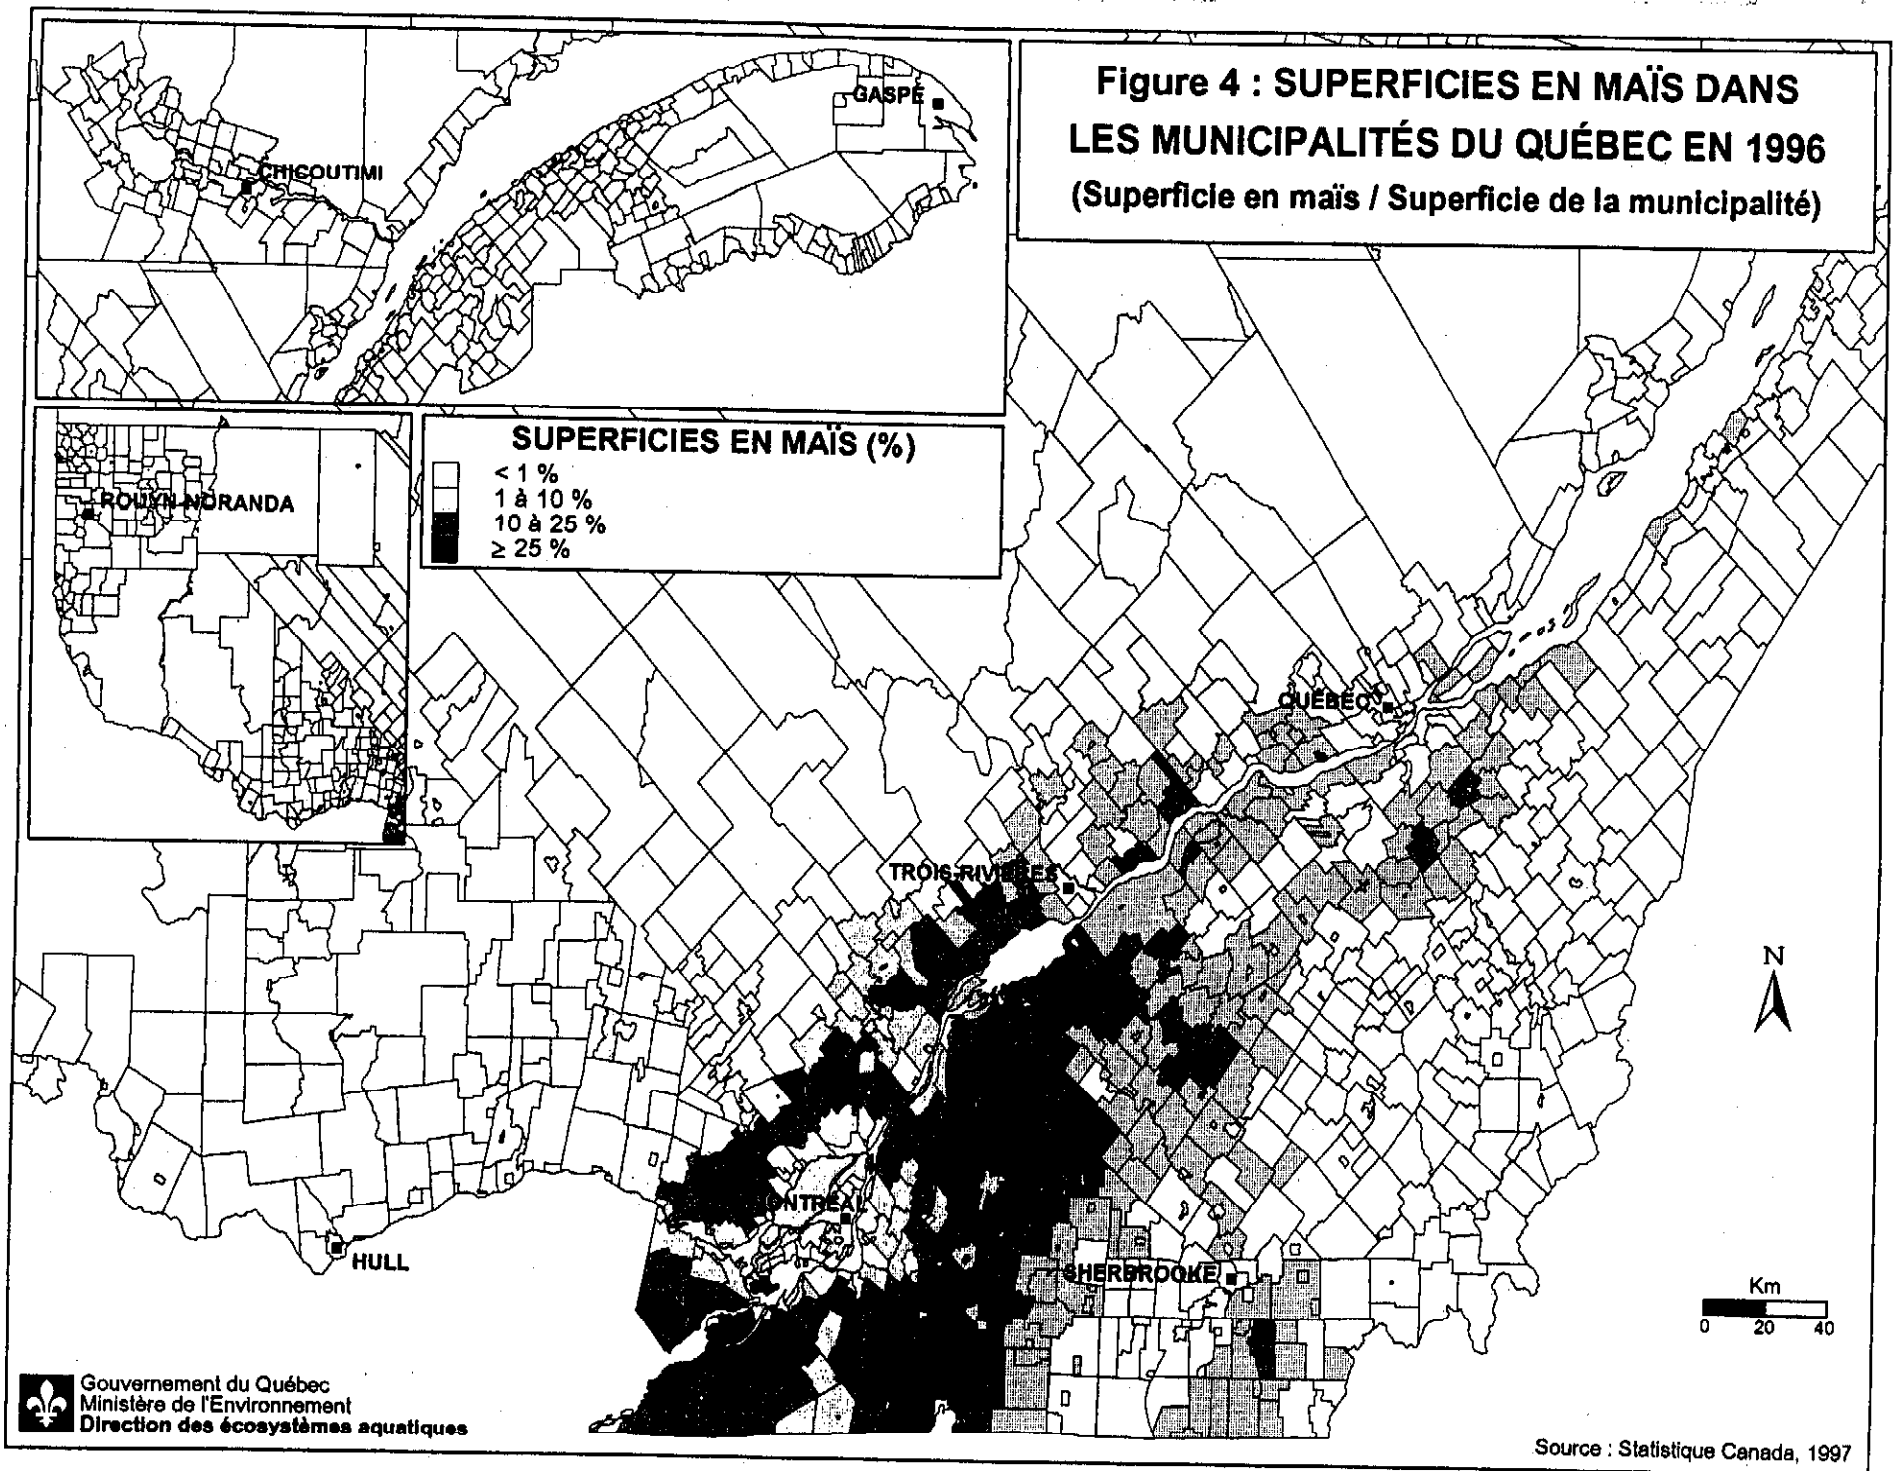 Figure 4 : SUPERFICIES EN MAÏS DANS
LES MUNICIPALITÉS DU QUÉBEC EN 1996
(Superficie en maïs / Superficie de la municipalité)
GASPÉ
CHICOUTIMI
SUPERFICIES EN MAÏS (%)
< 1 %
1 à 10 %
10 à 25 %
≥ 25 %
ROUYN-NORANDA
QUÉBEC
TROIS-RIVIÈRES
N
ONTRÉAL
HULL
SHERBROOKE
Km
0 20 40
Gouvernement du Québec
Ministère de l'Environnement
Direction des écosystèmes aquatiques
Source : Statistique Canada, 1997